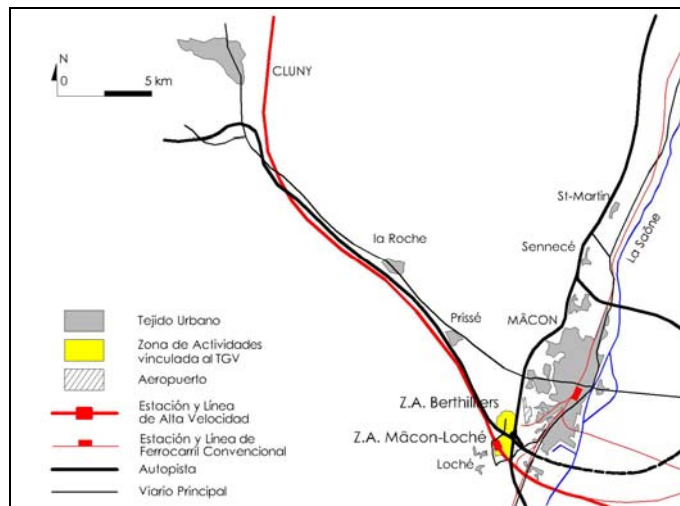 N
0 5 km
CLUNY
St-Martin
Sennecé
La Saône
la Roche
Prissé
MÂCON
Z.A. Berthilliers
Z.A. Mâcon-Loché
Loché
Tejido Urbano
Zona de Actividades
vinculada al TGV
Aeropuerto
Estación y Línea
de Alta Velocidad
Estación y Línea de
Ferrocarril Convencional
Autopista
Viario Principal